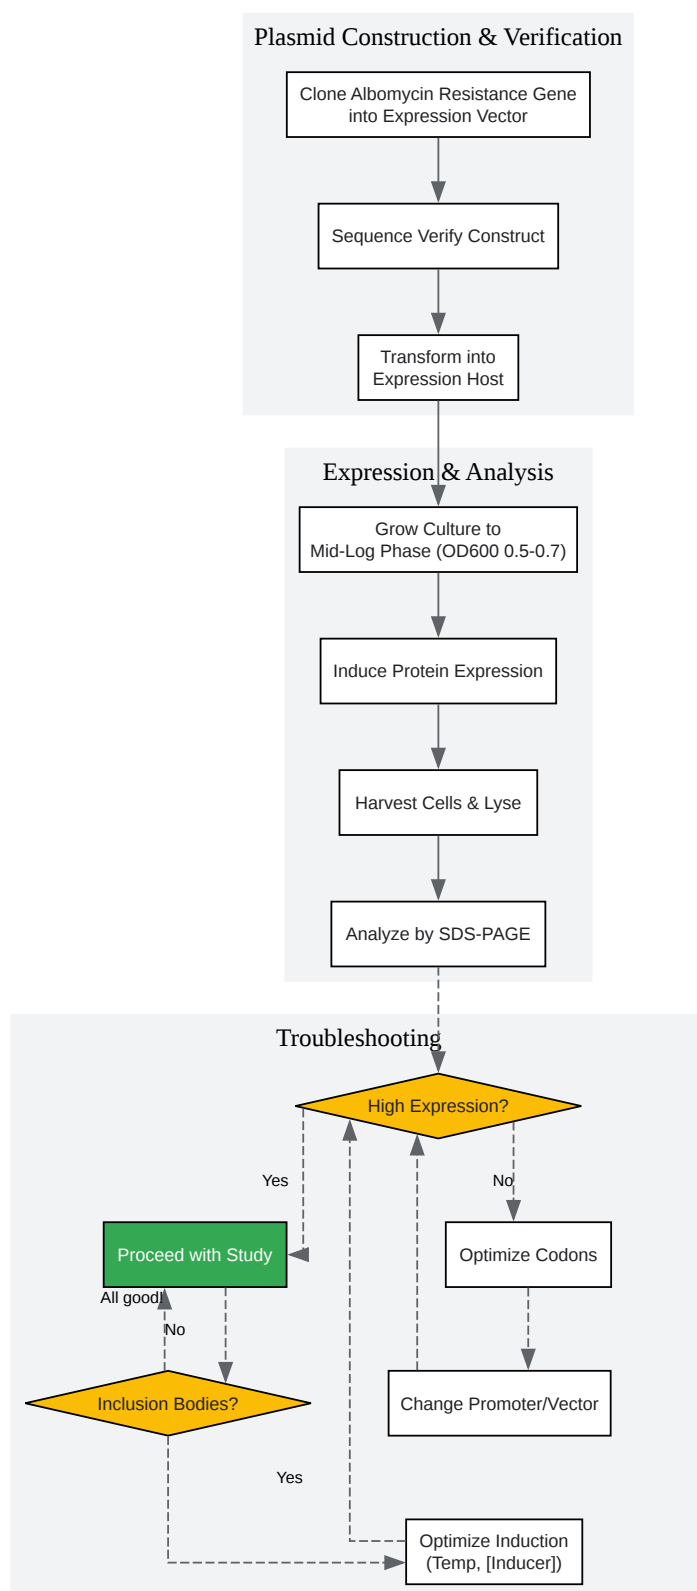 Plasmid Construction & Verification
Clone Albomycin Resistance Gene
into Expression Vector
Sequence Verify Construct
Transform into
Expression Host
Expression & Analysis
Grow Culture to
Mid-Log Phase (OD600 0.5-0.7)
Induce Protein Expression
Harvest Cells & Lyse
Analyze by SDS-PAGE
Troubleshooting
High Expression?
Yes
No
Proceed with Study
Optimize Codons
All good!
No
Inclusion Bodies?
Change Promoter/Vector
Yes
Optimize Induction
(Temp, [Inducer])